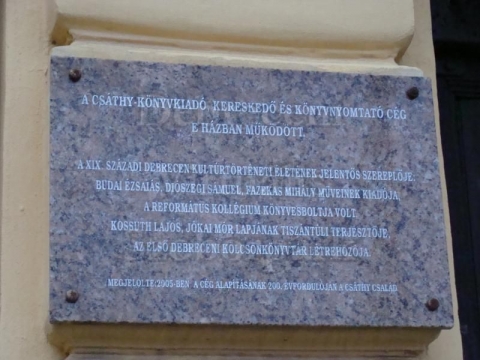 A CSÁTHY-KÖNYVKIADÓ, KERESKEDŐ ÉS KÖNYVNYOMTATÓ CÉG
E HÁZBAN MŰKÖDÖTT.
A XIX. SZÁZADI DEBRECEN KULTÚRTÖRTÉNETI ÉLETÉNEK JELENTŐS SZEREPLŐJE,
BUDAI EZSAIÁS, DIÓSZEGI SÁMUEL, FAZEKAS MIHÁLY MŰVEINEK KIADÓJA,
A REFORMÁTUS KOLLÉGIUM KÖNYVESBOLTJA VOLT,
KOSSUTH LAJOS, JÓKAI MÓR LAPJÁNAK TISZÁNTÚLI TERJESZTŐJE,
AZ ELSŐ DEBRECENI KÖLCSÖNKÖNYVTÁR LÉTREHOZÓJA.
MEGJELÖLTE 2005-BEN A CÉG ALAPÍTÁSÁNAK 200. ÉVFORDULÓJÁN A CSÁTHY CSALÁD